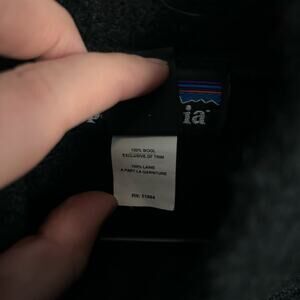 p ia
100% WOOL
EXCLUSIVE OF TRIM
100% LAINE
A PART LA GARNITURE
RN: 51884